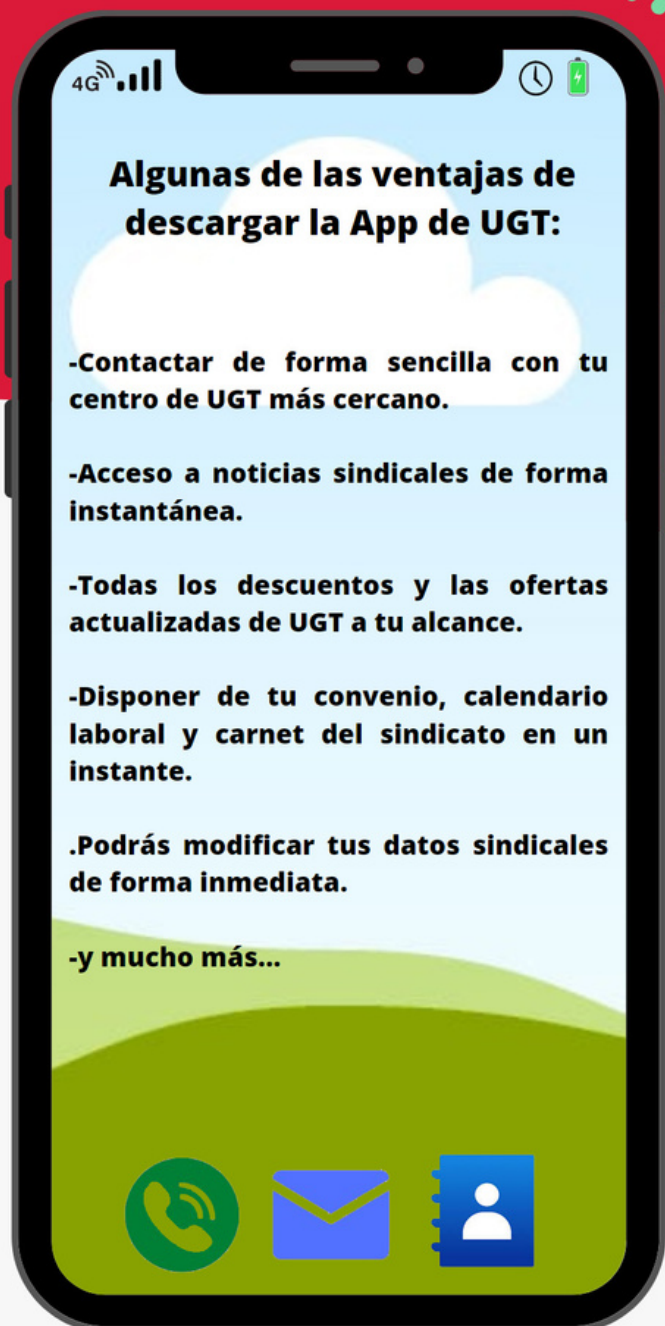 4G
Algunas de las ventajas de
descargar la App de UGT:
-Contactar de forma sencilla con tu
centro de UGT más cercano.
-Acceso a noticias sindicales de forma
instantánea.
-Todas los descuentos y las ofertas
actualizadas de UGT a tu alcance.
-Disponer de tu convenio, calendario
laboral y carnet del sindicato en un
instante.
.Podrás modificar tus datos sindicales
de forma inmediata.
-y mucho más...